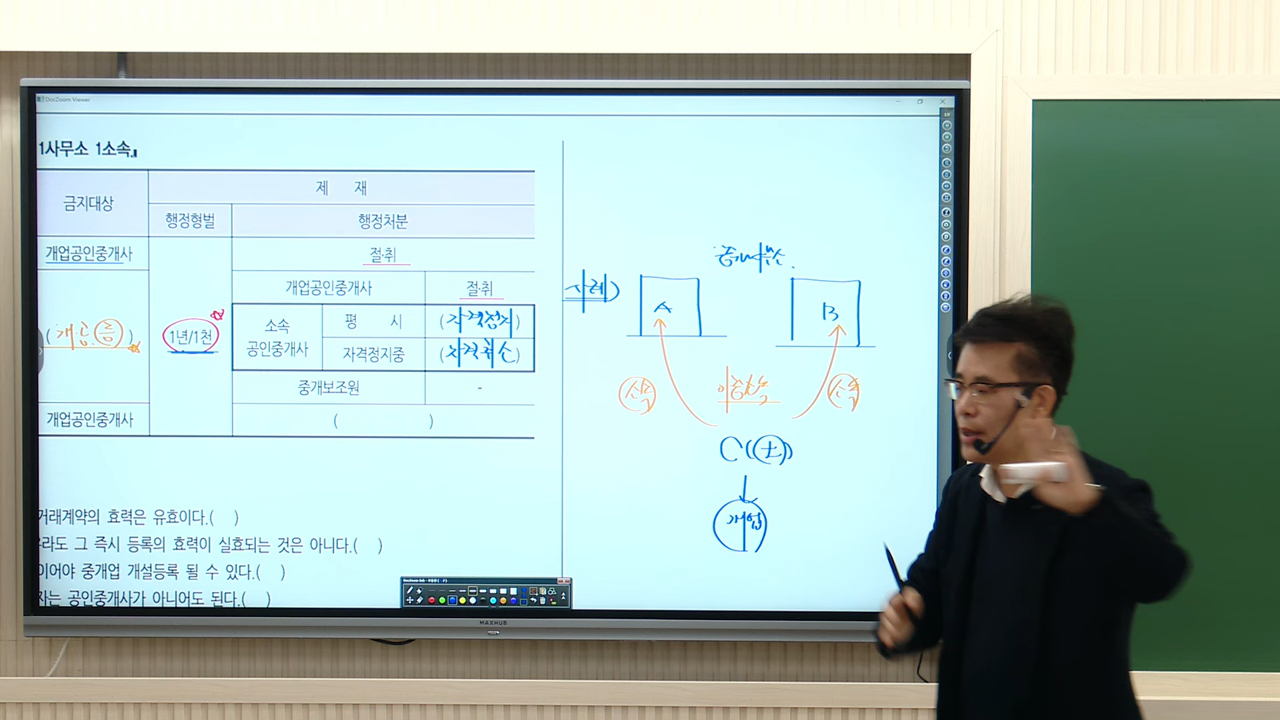 DocZoom Viewer
1사무소 1소속』
금지대상
제 재
행정형벌
행정처분
개업공인중개사
절·취
개업공인중개사
절·취
(개공.등)
1년/1천
소속
공인중개사
평 시
(자격정지)
자격정지중
(자격취소)
중개보조원
-
개업공인중개사
( )
거래계약의 효력은 유효이다.( )
라도 그 즉시 등록의 효력이 실효되는 것은 아니다.( )
이어야 중개업 개설등록 될 수 있다.( )
자는 공인중개사가 아니어도 된다.( )
중개사무소
사례)
A
B
소속
이중소속
소속
C
개업
MAXHUB